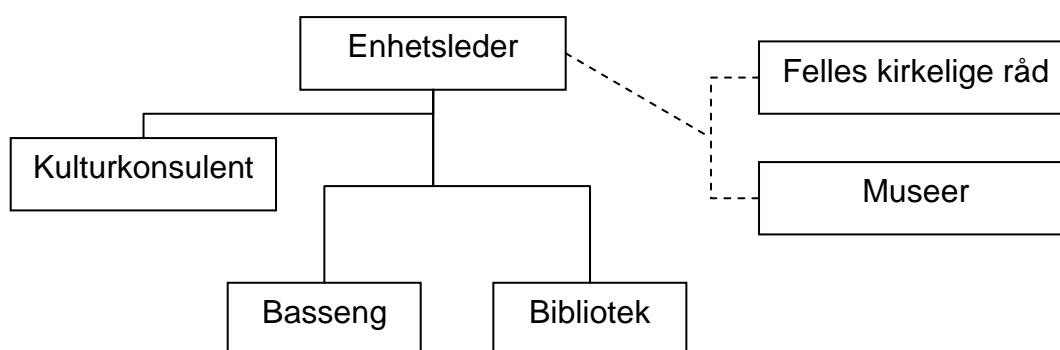 Enhetsleder
Felles kirkelige råd
Kulturkonsulent
Museer
Basseng
Bibliotek